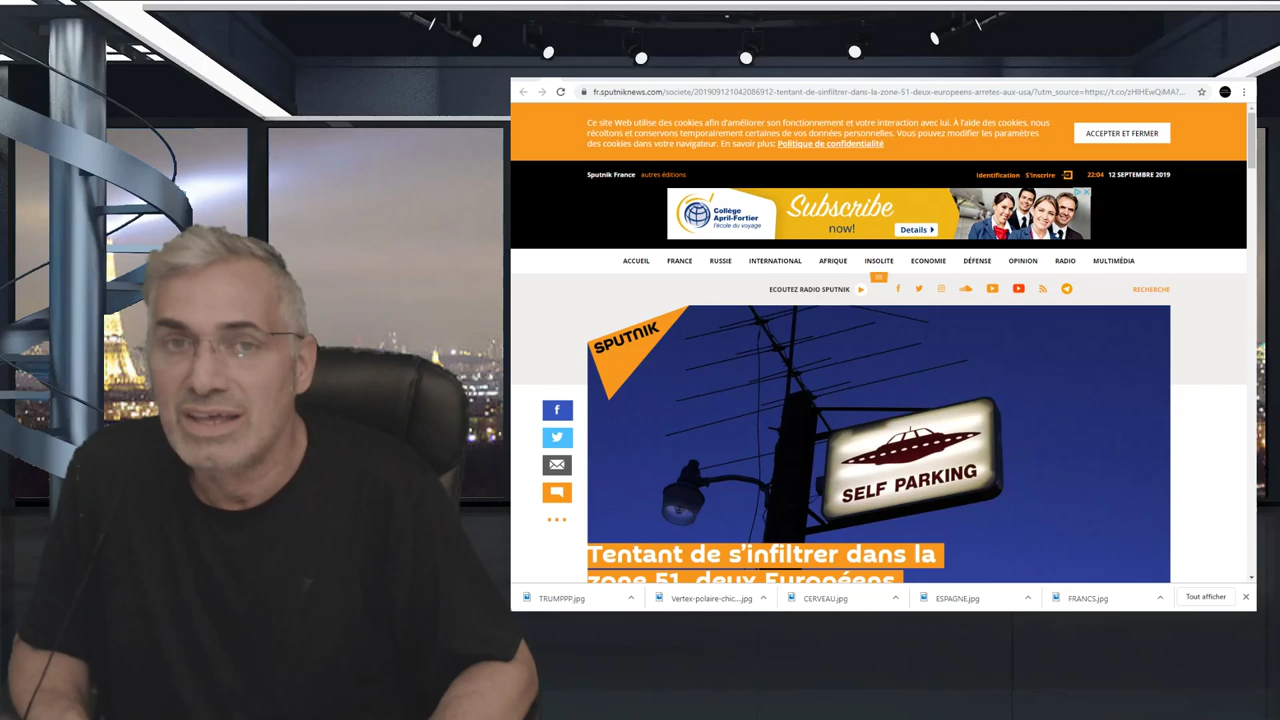 fr.sputniknews.com/societe/201909121042086912-tentant-de-sinfiltrer-dans-la-zone-51-deux-europeens-arretes-aux-usa/?utm_source=https://t.co/zHlHEwQiMA?...
Ce site Web utilise des cookies afin d'améliorer son fonctionnement et votre interaction avec lui. À l'aide des cookies, nous
récoltons et conservons temporairement certaines de vos données personnelles. Vous pouvez modifier les paramètres
des cookies dans votre navigateur. En savoir plus: Politique de confidentialité
ACCEPTER ET FERMER
Sputnik France autres éditions
Identification S'inscrire 22:04 12 SEPTEMBRE 2019
Collège
April-Fortier
l'école du voyage
Subscribe
now!
Details
ACCUEIL FRANCE RUSSIE INTERNATIONAL AFRIQUE INSOLITE ECONOMIE DÉFENSE OPINION RADIO MULTIMÉDIA
ECOUTEZ RADIO SPUTNIK
RECHERCHE
SPUTNIK
SELF PARKING
Tentant de s'infiltrer dans la
zone 51, deux Européens
TRUMPPP.jpg Vertex-polaire-chic....jpg CERVEAU.jpg ESPAGNE.jpg FRANCS.jpg Tout afficher